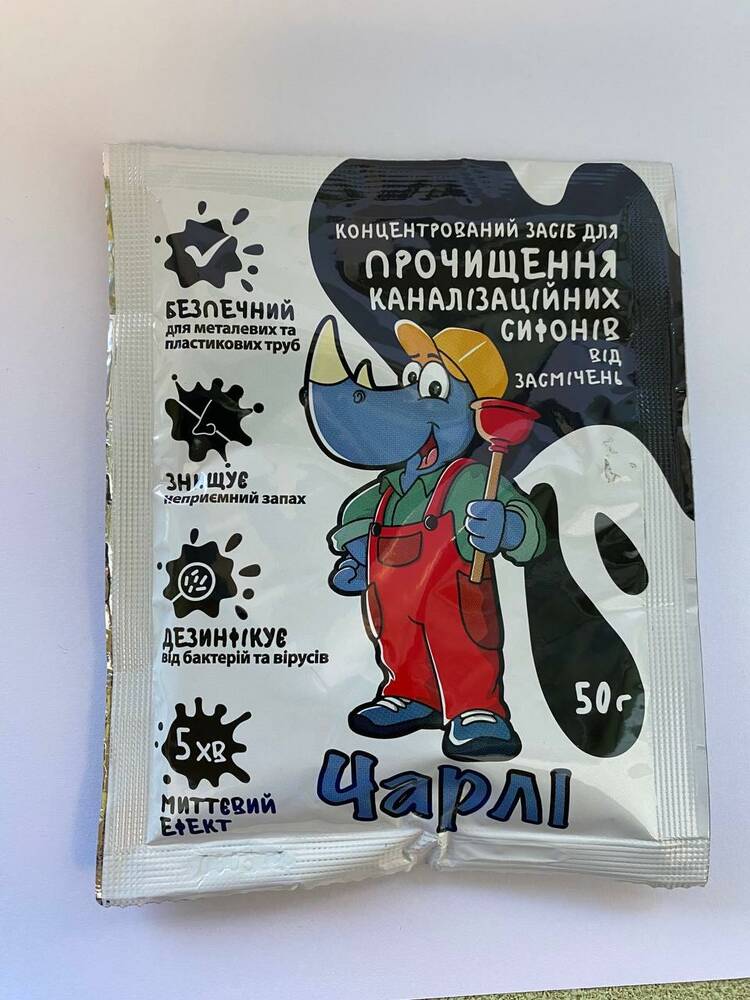 КОНЦЕНТРОВАНИЙ ЗАСІБ ДЛЯ
ПРОЧИЩЕННЯ
КАНАЛІЗАЦІЙНИХ
СИФОНІВ
ВІД
ЗАСМІЧЕНЬ
БЕЗПЕЧНИЙ
для металевих та
пластикових труб
ЗНИЩУЄ
неприємний запах
ДЕЗИНФІКУЄ
від бактерій та вірусів
5 ХВ
МИТТЄВИЙ
ЕФЕКТ
50 г
Чарлі